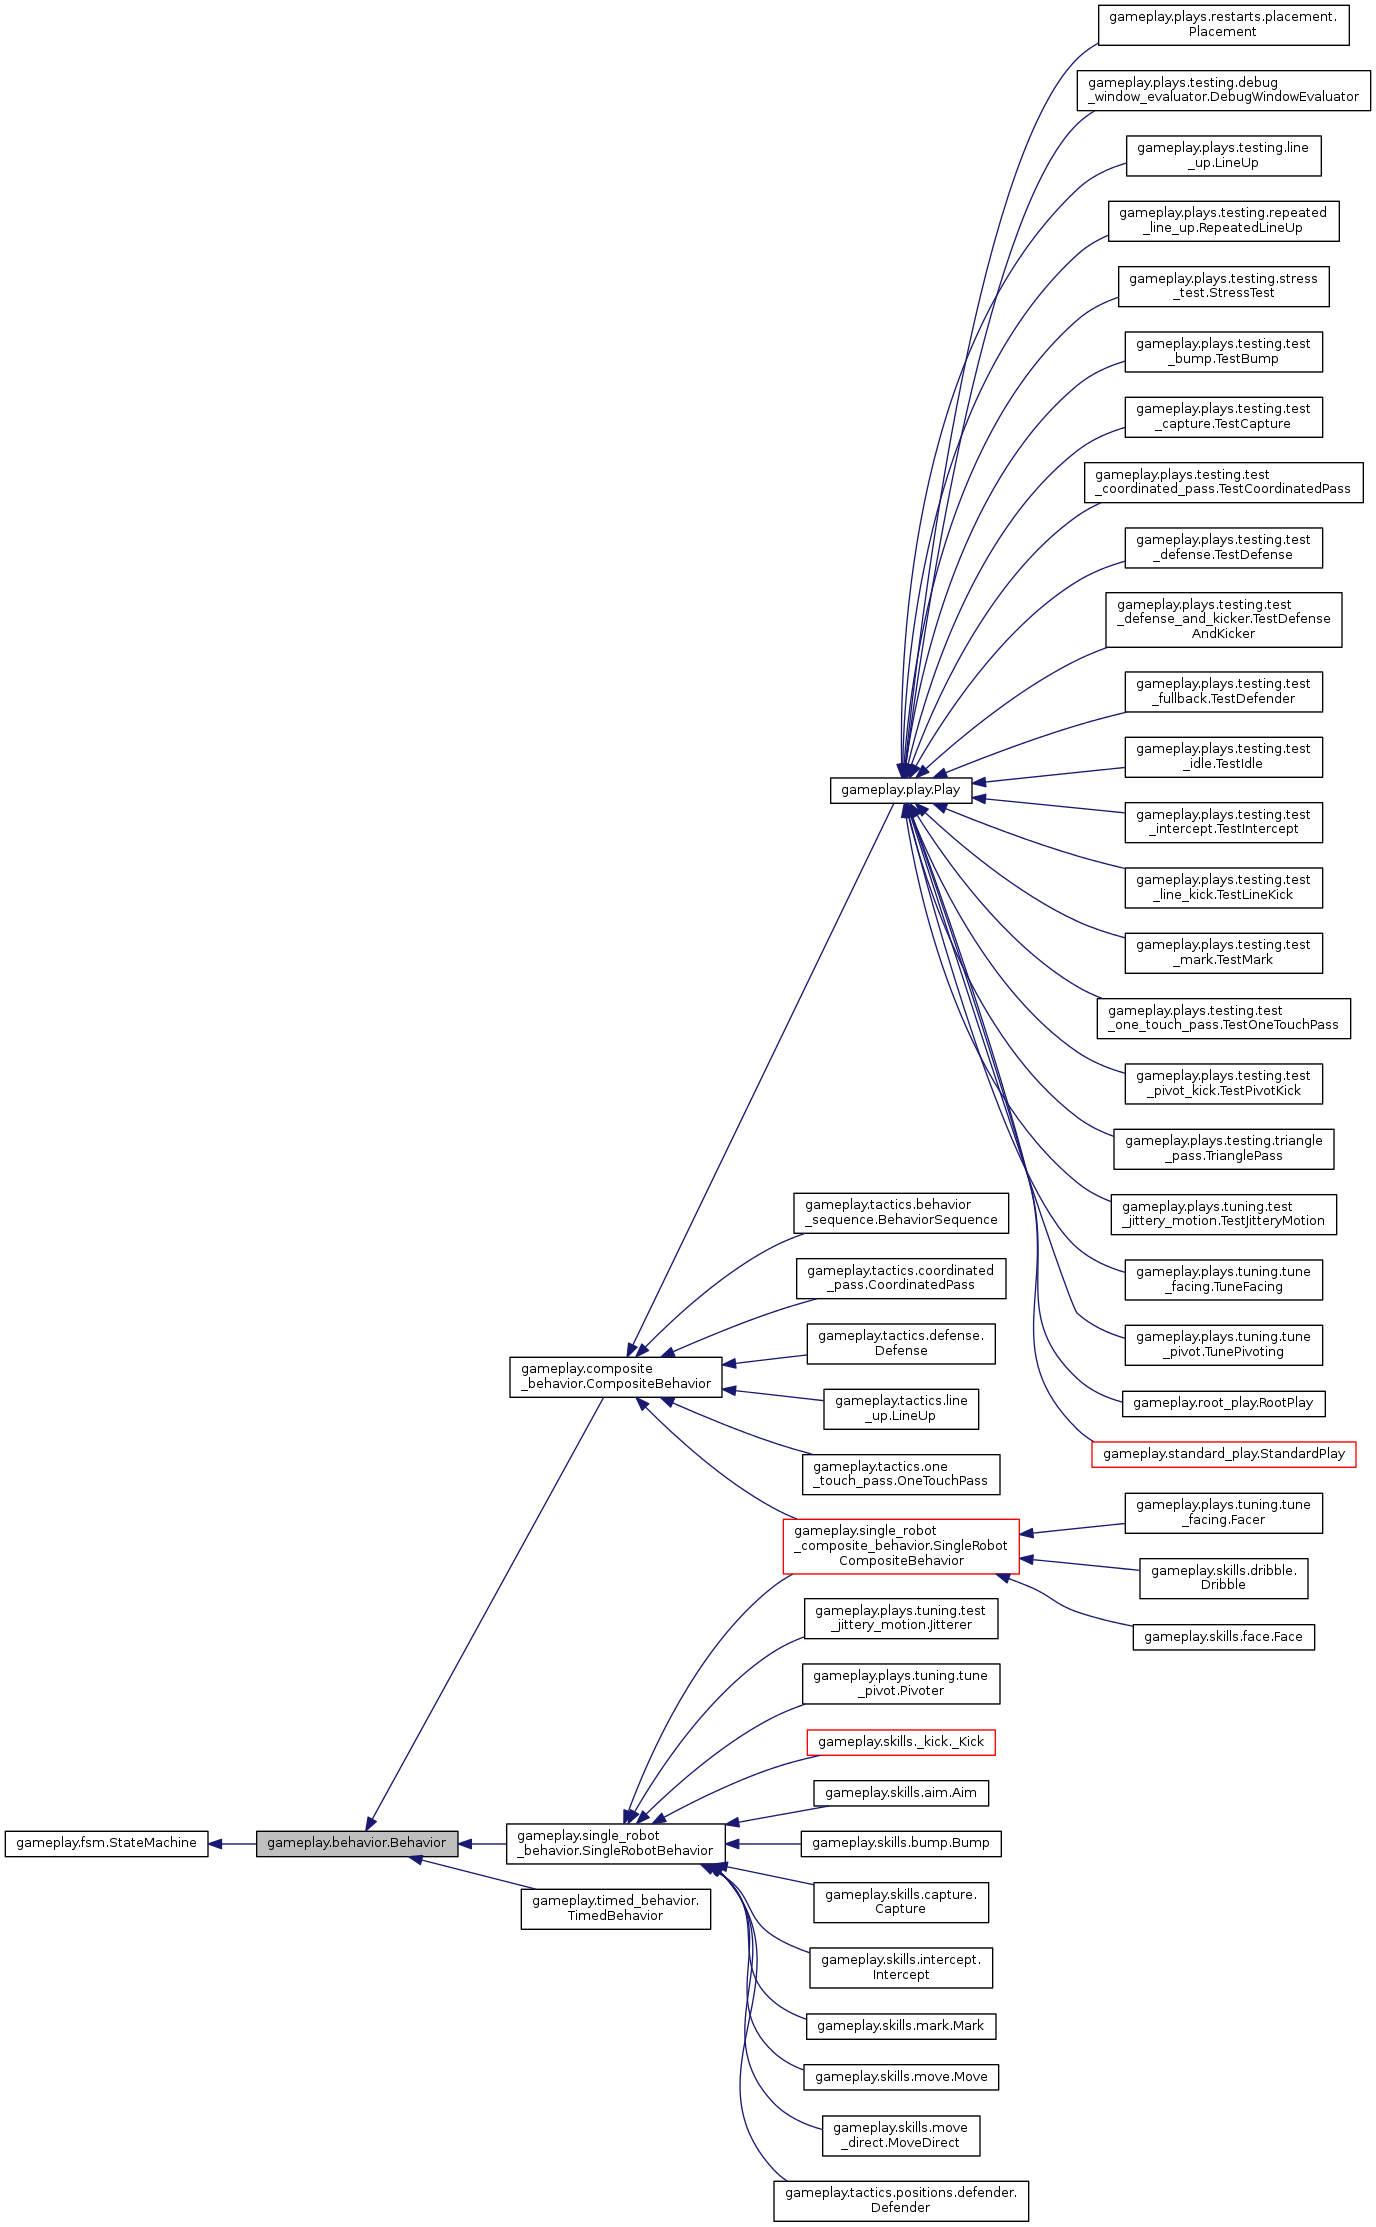 gameplay.plays.restarts.placement.
Placement
gameplay.plays.testing.debug
_window_evaluator.DebugWindowEvaluator
gameplay.plays.testing.line
_up.LineUp
gameplay.plays.testing.repeated
_line_up.RepeatedLineUp
gameplay.plays.testing.stress
_test.StressTest
gameplay.plays.testing.test
_bump.TestBump
gameplay.plays.testing.test
_capture.TestCapture
gameplay.plays.testing.test
_coordinated_pass.TestCoordinatedPass
gameplay.plays.testing.test
_defense.TestDefense
gameplay.plays.testing.test
_defense_and_kicker.TestDefense
AndKicker
gameplay.plays.testing.test
_fullback.TestDefender
gameplay.plays.testing.test
_idle.TestIdle
gameplay.play.Play
gameplay.plays.testing.test
_intercept.TestIntercept
gameplay.plays.testing.test
_line_kick.TestLineKick
gameplay.plays.testing.test
_mark.TestMark
gameplay.plays.testing.test
_one_touch_pass.TestOneTouchPass
gameplay.plays.testing.test
_pivot_kick.TestPivotKick
gameplay.plays.testing.triangle
_pass.TrianglePass
gameplay.plays.tuning.test
_jittery_motion.TestJitteryMotion
gameplay.plays.tuning.tune
_facing.TuneFacing
gameplay.plays.tuning.tune
_pivot.TunePivoting
gameplay.root_play.RootPlay
gameplay.standard_play.StandardPlay
gameplay.tactics.behavior
_sequence.BehaviorSequence
gameplay.tactics.coordinated
_pass.CoordinatedPass
gameplay.tactics.defense.
Defense
gameplay.composite
_behavior.CompositeBehavior
gameplay.tactics.line
_up.LineUp
gameplay.tactics.one
_touch_pass.OneTouchPass
gameplay.single_robot
_composite_behavior.SingleRobot
CompositeBehavior
gameplay.plays.tuning.tune
_facing.Facer
gameplay.skills.dribble.
Dribble
gameplay.skills.face.Face
gameplay.plays.tuning.test
_jittery_motion.Jitterer
gameplay.plays.tuning.tune
_pivot.Pivoter
gameplay.skills._kick._Kick
gameplay.skills.aim.Aim
gameplay.fsm.StateMachine
gameplay.behavior.Behavior
gameplay.single_robot
_behavior.SingleRobotBehavior
gameplay.skills.bump.Bump
gameplay.timed_behavior.
TimedBehavior
gameplay.skills.capture.
Capture
gameplay.skills.intercept.
Intercept
gameplay.skills.mark.Mark
gameplay.skills.move.Move
gameplay.skills.move
_direct.MoveDirect
gameplay.tactics.positions.defender.
Defender